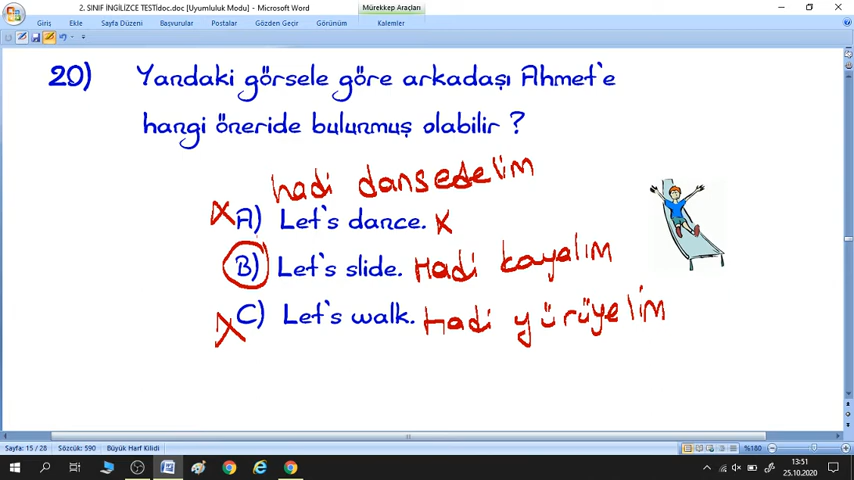 2. SINIF İNGİLİZCE TESTİdoc.doc [Uyumluluk Modu] - Microsoft Word
Mürekkep Araçları
Giriş Ekle Sayfa Düzeni Başvurular Postalar Gözden Geçir Görünüm Kalemler
20) Yandaki görsele göre arkadaşı Ahmet'e
hangi öneride bulunmuş olabilir ?
hadi dansedelim
X A) Let's dance. X
B) Let's slide. Hadi kayalım
X C) Let's walk. Hadi yürüyelim
Sayfa: 15 / 28 Sözcük: 590 Büyük Harf Kilidi %180
13:51
25.10.2020